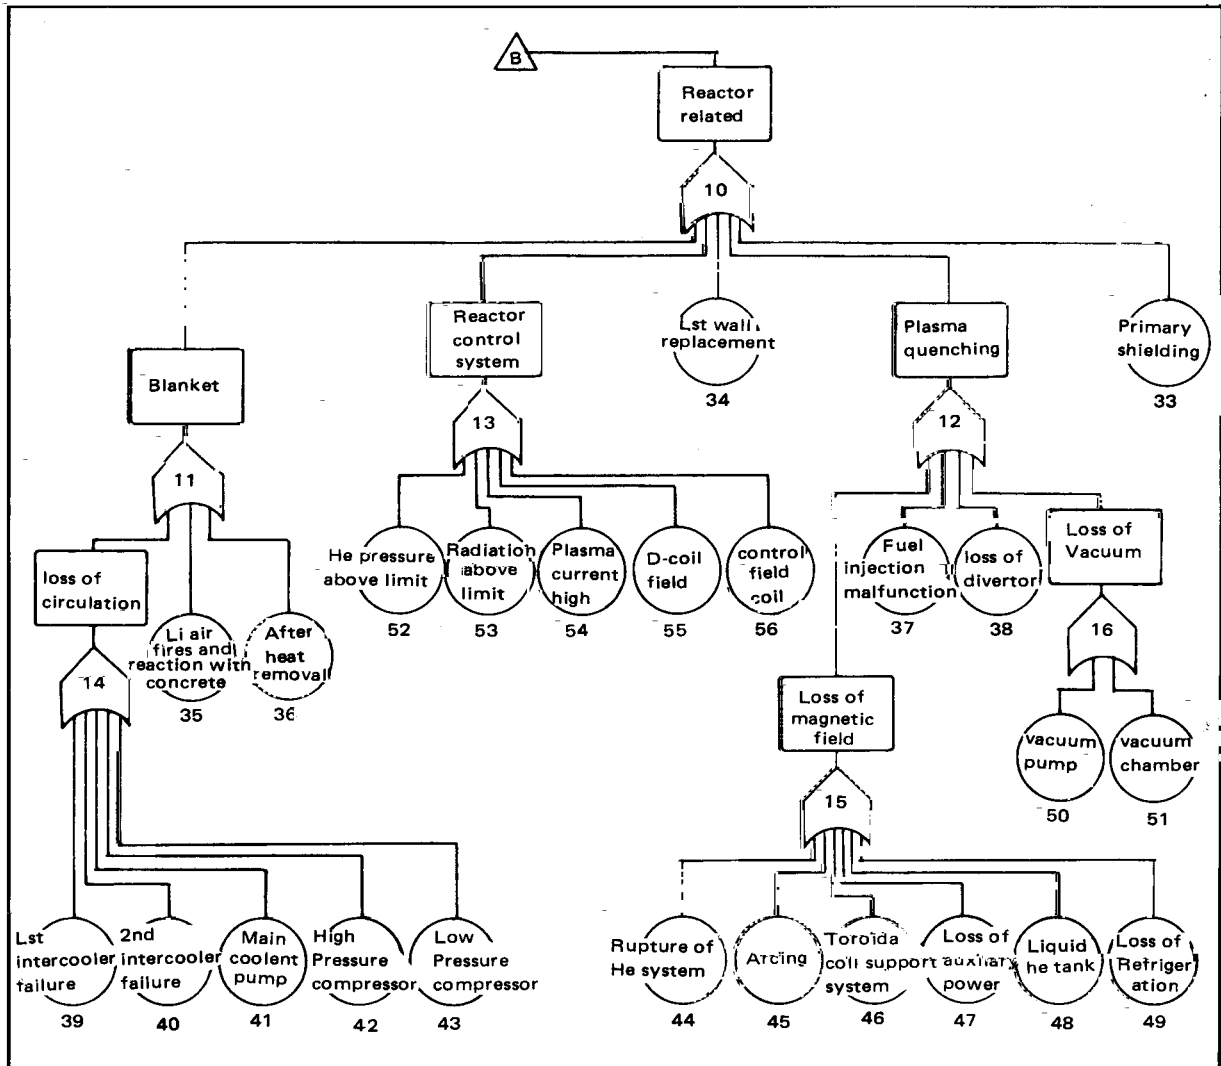 B
Reactor
related
10
Reactor
control
system
Lst wall
replacement
34
Plasma
quenching
Primary
shielding
33
Blanket
13
12
11
loss of
circulation
He pressure
above limit
52
Radiation
above
limit
53
Plasma
current
high
54
D-coil
field
55
control
field
coil
56
Fuel
injection
malfunction
37
loss of
divertor
38
Loss of
Vacuum
16
Li air
fires and
reaction with
concrete
35
After
heat
removal
36
14
Loss of
magnetic
field
vacuum
pump
50
vacuum
chamber
51
15
Lst
intercooler
failure
39
2nd
intercooler
failure
40
Main
coolent
pump
41
High
Pressure
compressor
42
Low
Pressure
compressor
43
Rupture of
He system
44
Arcing
45
Toroida
coil support
system
46
Loss of
auxiliary
power
47
Liquid
he tank
48
Loss of
Refriger
ation
49